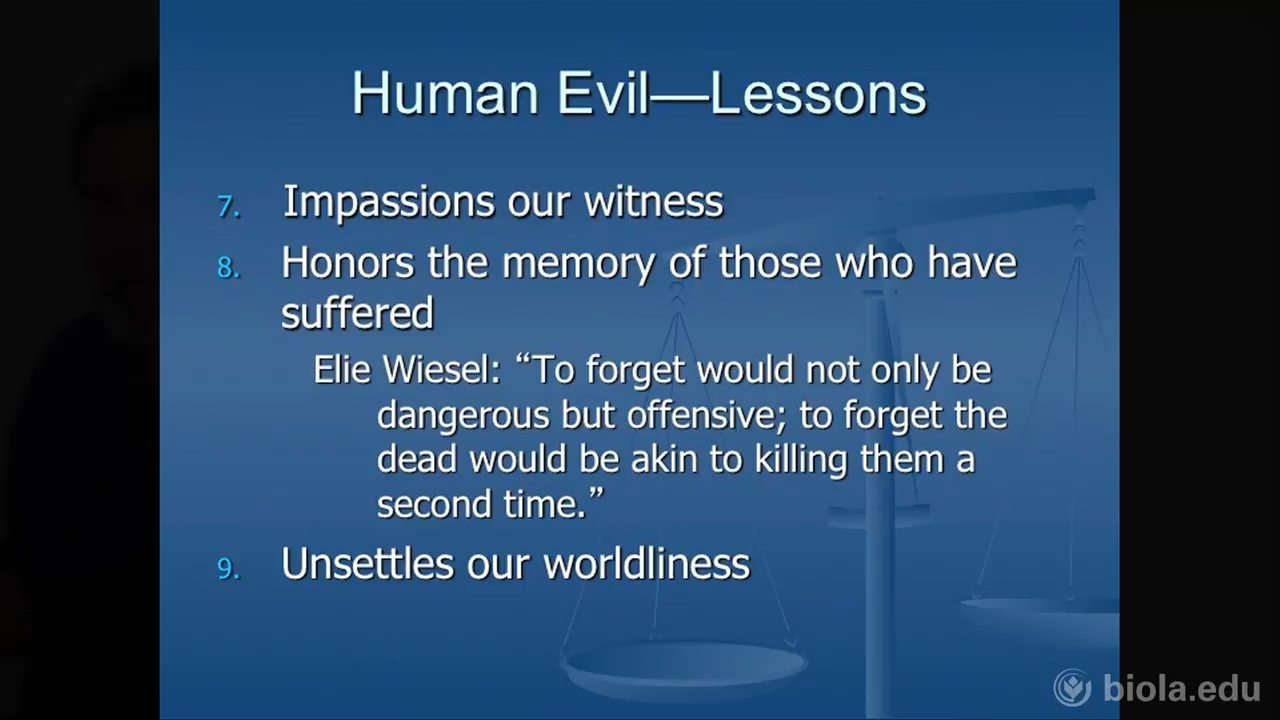 Human Evil—Lessons
7. Impassions our witness
8. Honors the memory of those who have
suffered
Elie Wiesel: “To forget would not only be
dangerous but offensive; to forget the
dead would be akin to killing them a
second time.”
9. Unsettles our worldliness
biola.edu